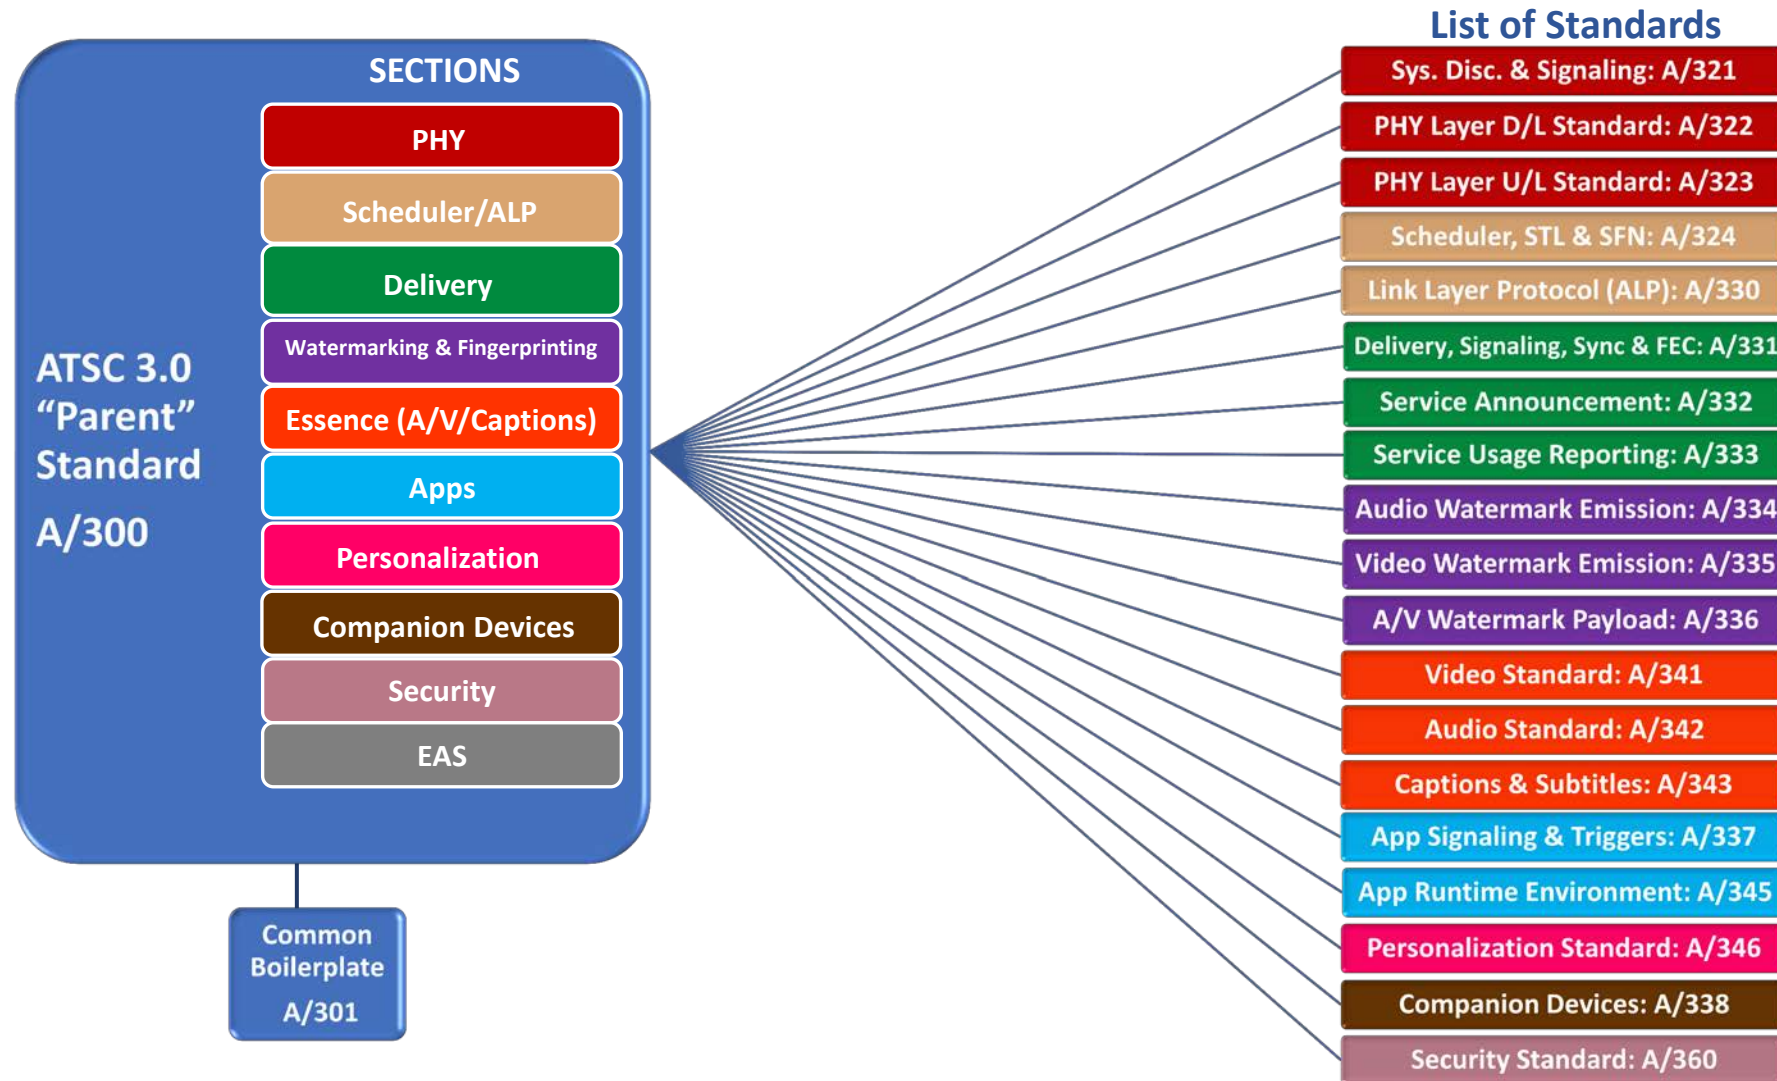 List of Standards
SECTIONS
PHY
Scheduler/ALP
Delivery
Watermarking & Fingerprinting
Essence (A/V/Captions)
Apps
Personalization
Companion Devices
Security
EAS
ATSC 3.0
“Parent”
Standard
A/300
Common
Boilerplate
A/301
Sys. Disc. & Signaling: A/321
PHY Layer D/L Standard: A/322
PHY Layer U/L Standard: A/323
Scheduler, STL & SFN: A/324
Link Layer Protocol (ALP): A/330
Delivery, Signaling, Sync & FEC: A/331
Service Announcement: A/332
Service Usage Reporting: A/333
Audio Watermark Emission: A/334
Video Watermark Emission: A/335
A/V Watermark Payload: A/336
Video Standard: A/341
Audio Standard: A/342
Captions & Subtitles: A/343
App Signaling & Triggers: A/337
App Runtime Environment: A/345
Personalization Standard: A/346
Companion Devices: A/338
Security Standard: A/360